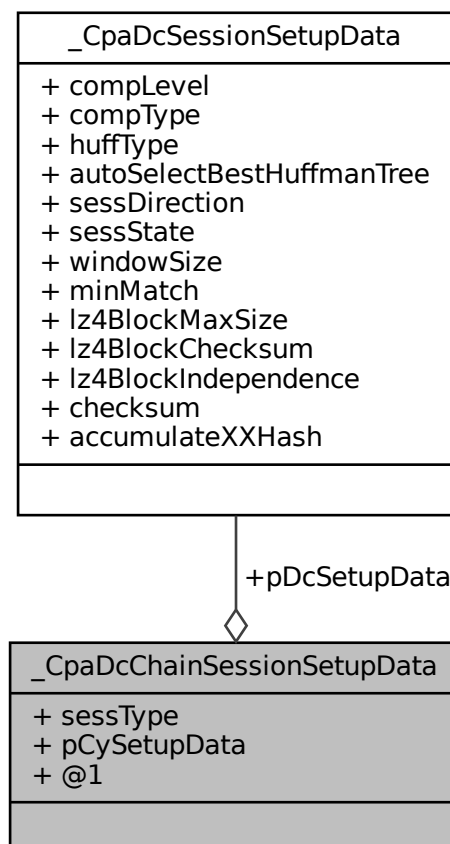 _CpaDcSessionSetupData
+ compLevel
+ compType
+ huffType
+ autoSelectBestHuffmanTree
+ sessDirection
+ sessState
+ windowSize
+ minMatch
+ lz4BlockMaxSize
+ lz4BlockChecksum
+ lz4BlockIndependence
+ checksum
+ accumulateXXHash
+pDcSetupData
_CpaDcChainSessionSetupData
+ sessType
+ pCySetupData
+ @1